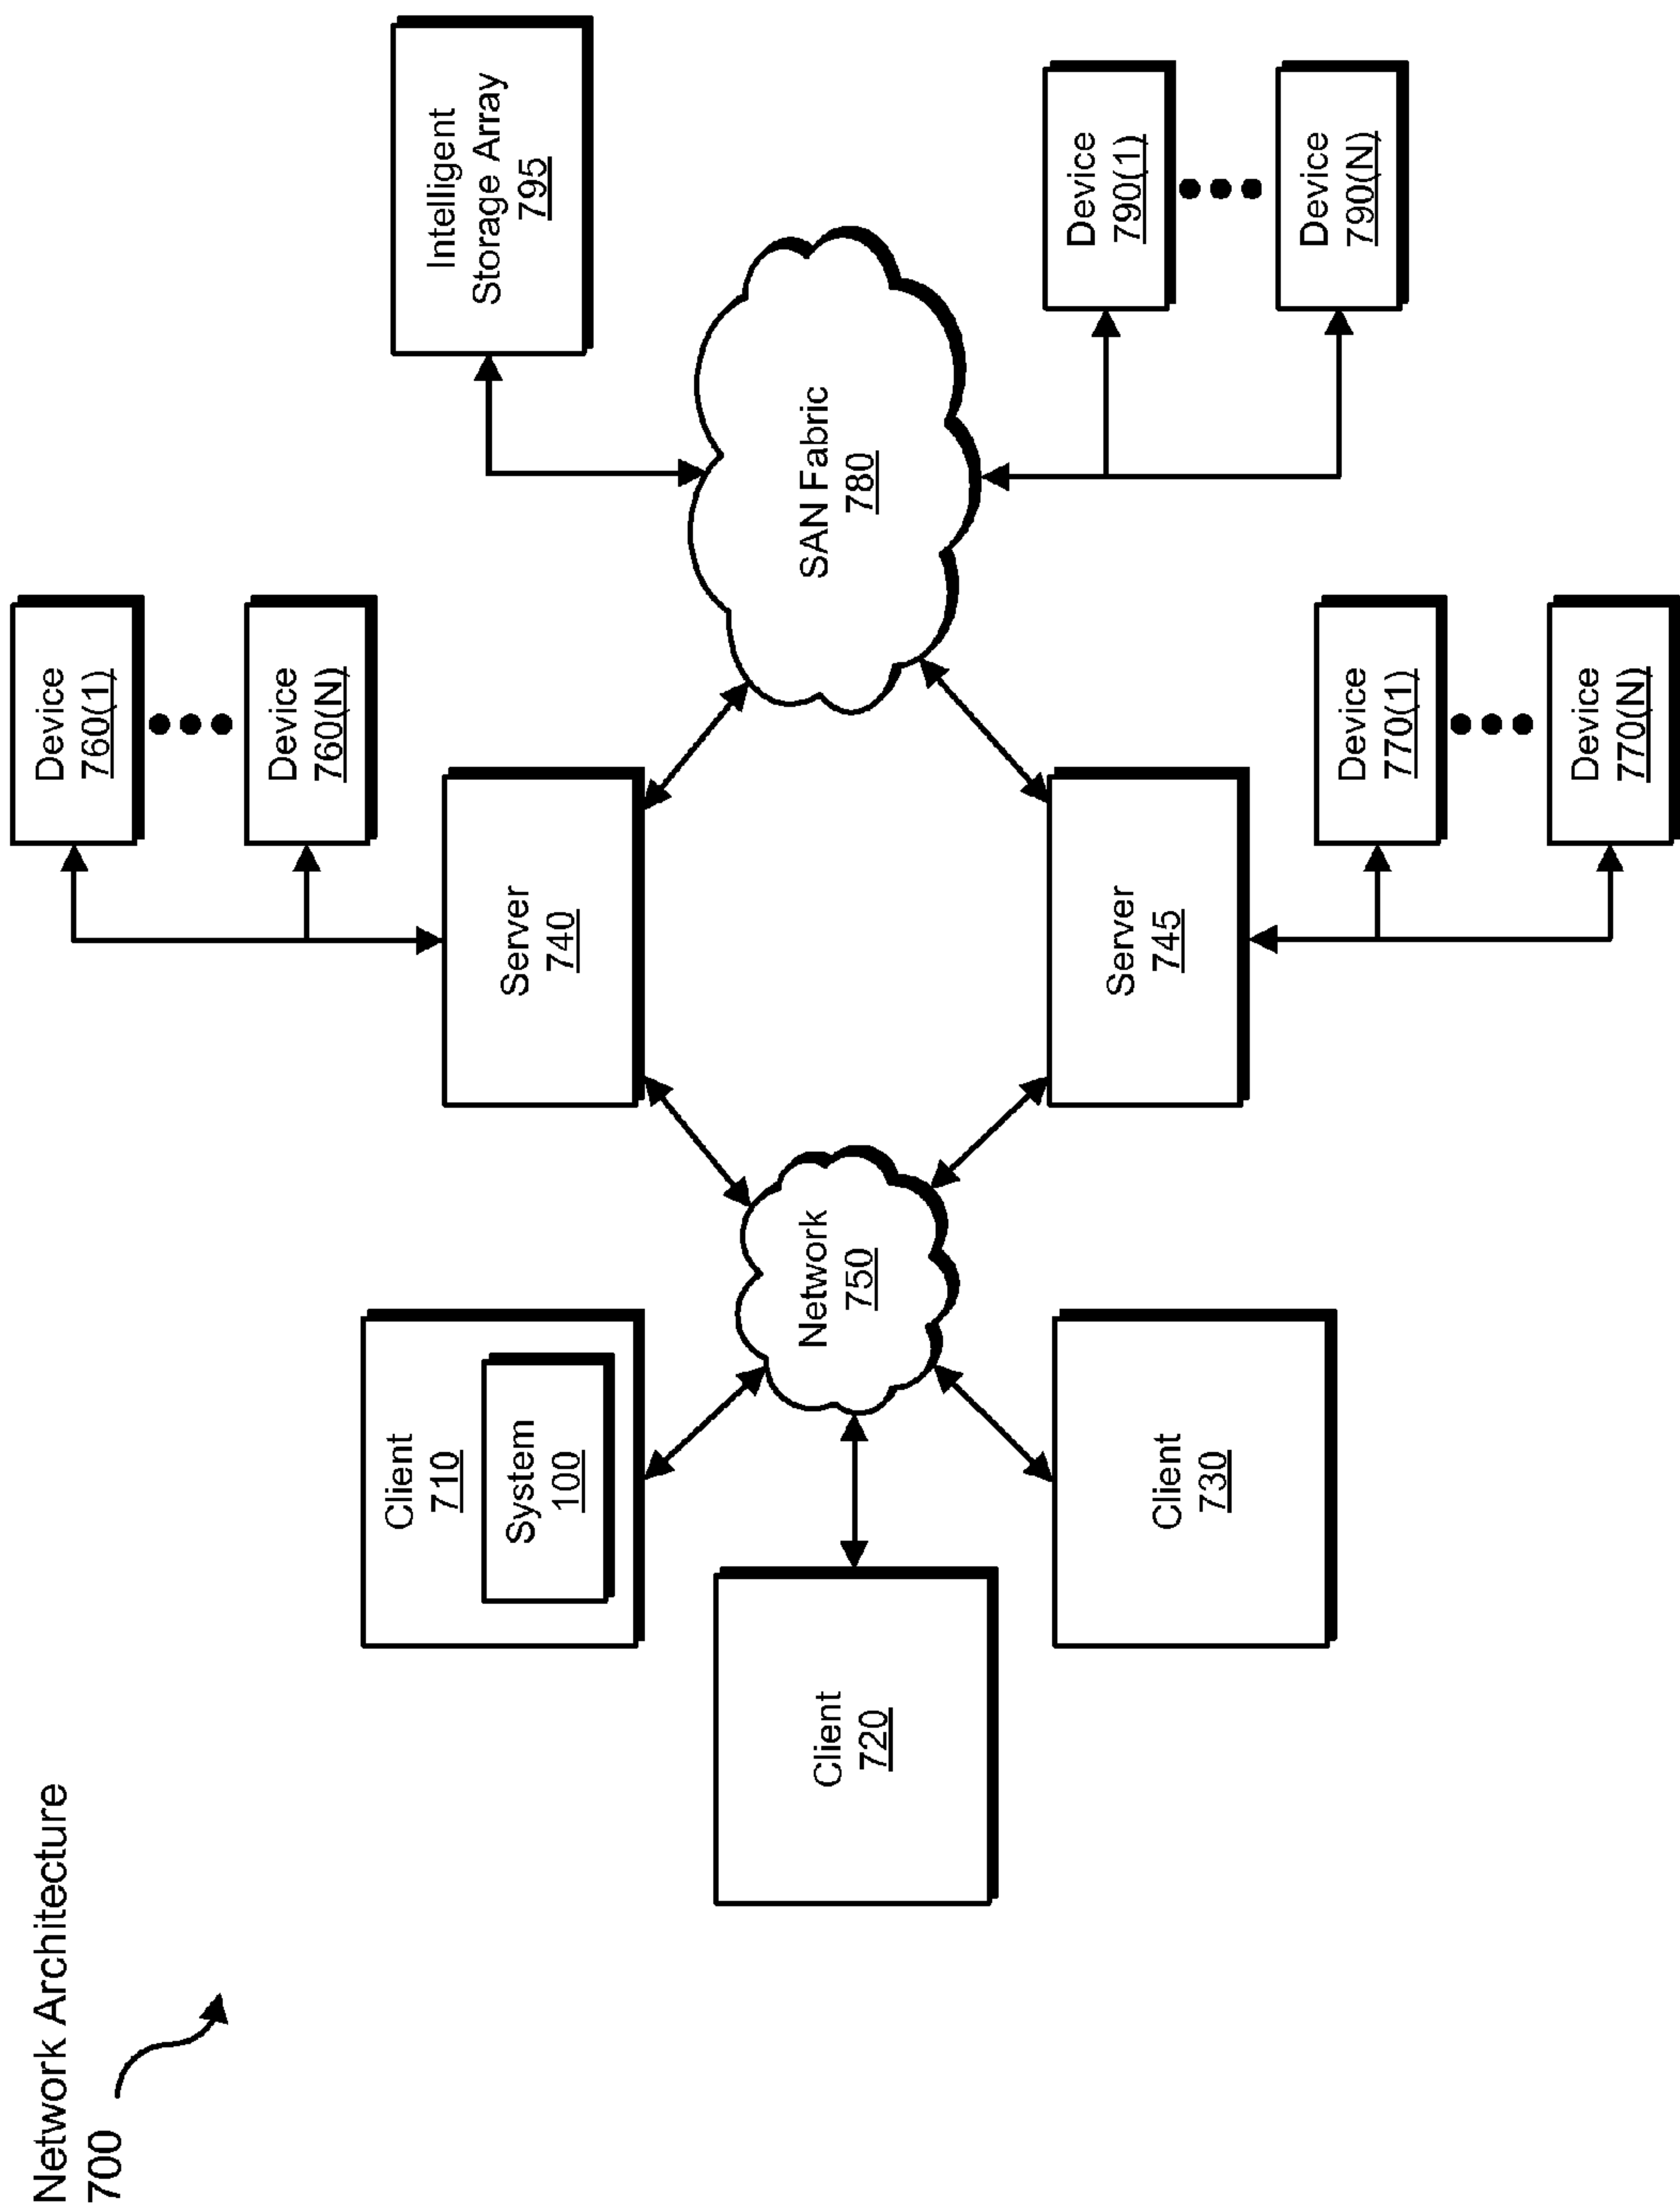 Network Architecture
700
Client
710
System
100
Client
720
Client
730
Network
750
Server
740
Server
745
Device
760(1)
Device
760(N)
Device
770(1)
Device
770(N)
SAN Fabric
780
Intelligent
Storage Array
795
Device
790(1)
Device
790(N)